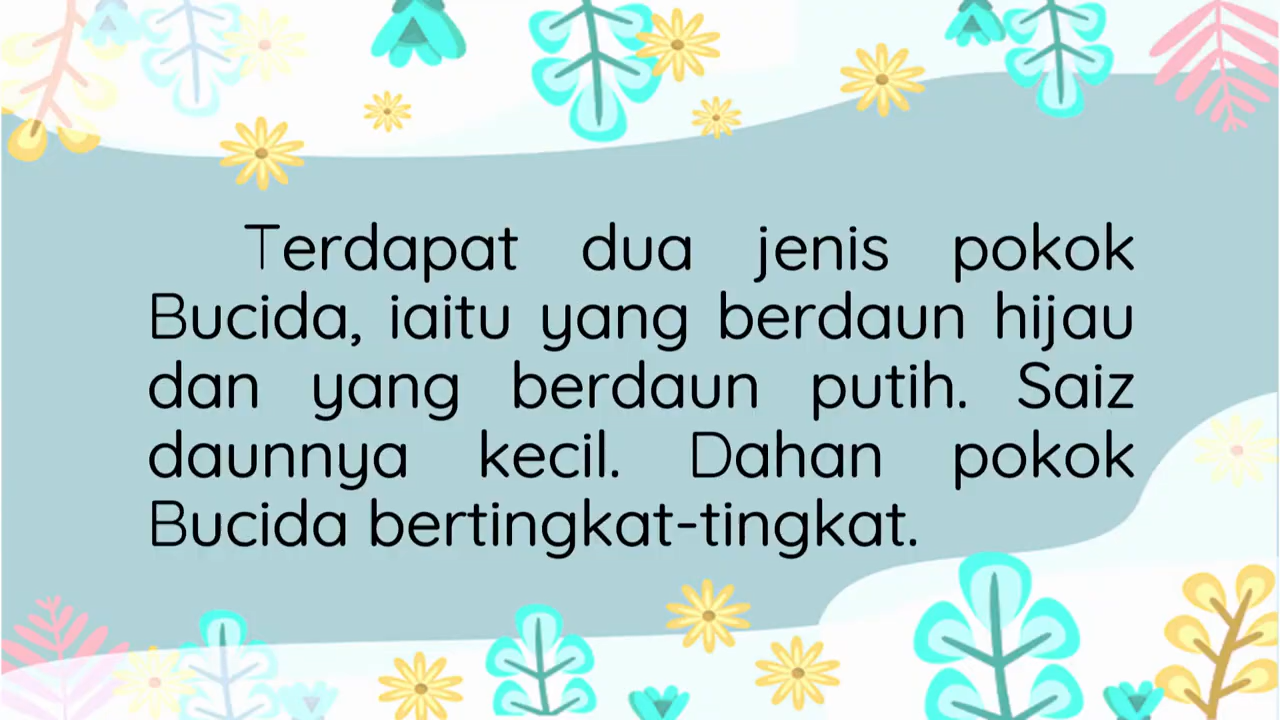 Terdapat dua jenis pokok
Bucida, iaitu yang berdaun hijau
dan yang berdaun putih. Saiz
daunnya kecil. Dahan pokok
Bucida bertingkat-tingkat.